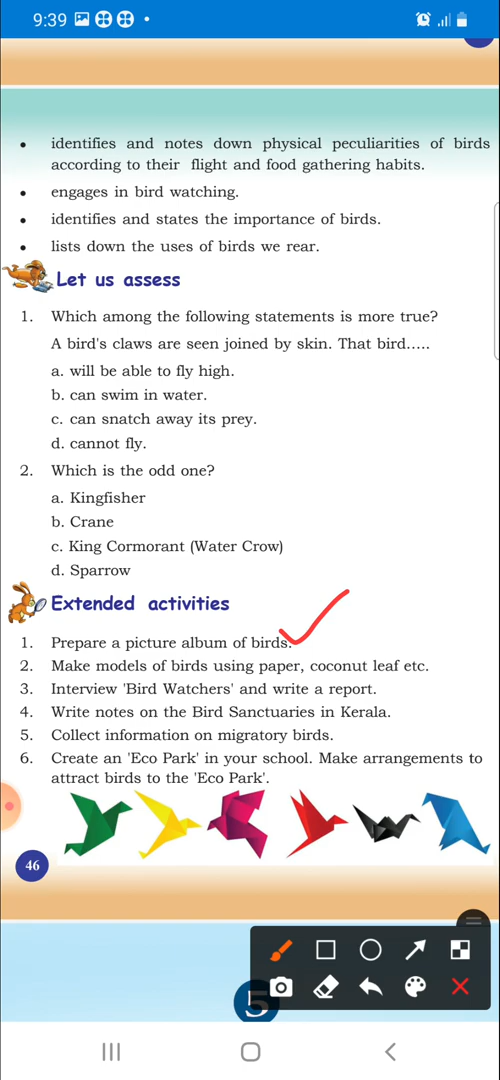 9:39
• identifies and notes down physical peculiarities of birds
according to their flight and food gathering habits.
• engages in bird watching.
• identifies and states the importance of birds.
• lists down the uses of birds we rear.
Let us assess
1. Which among the following statements is more true?
A bird's claws are seen joined by skin. That bird.....
a. will be able to fly high.
b. can swim in water.
c. can snatch away its prey.
d. cannot fly.
2. Which is the odd one?
a. Kingfisher
b. Crane
c. King Cormorant (Water Crow)
d. Sparrow
Extended activities
1. Prepare a picture album of birds.
2. Make models of birds using paper, coconut leaf etc.
3. Interview 'Bird Watchers' and write a report.
4. Write notes on the Bird Sanctuaries in Kerala.
5. Collect information on migratory birds.
6. Create an 'Eco Park' in your school. Make arrangements to
attract birds to the 'Eco Park'.
46
5